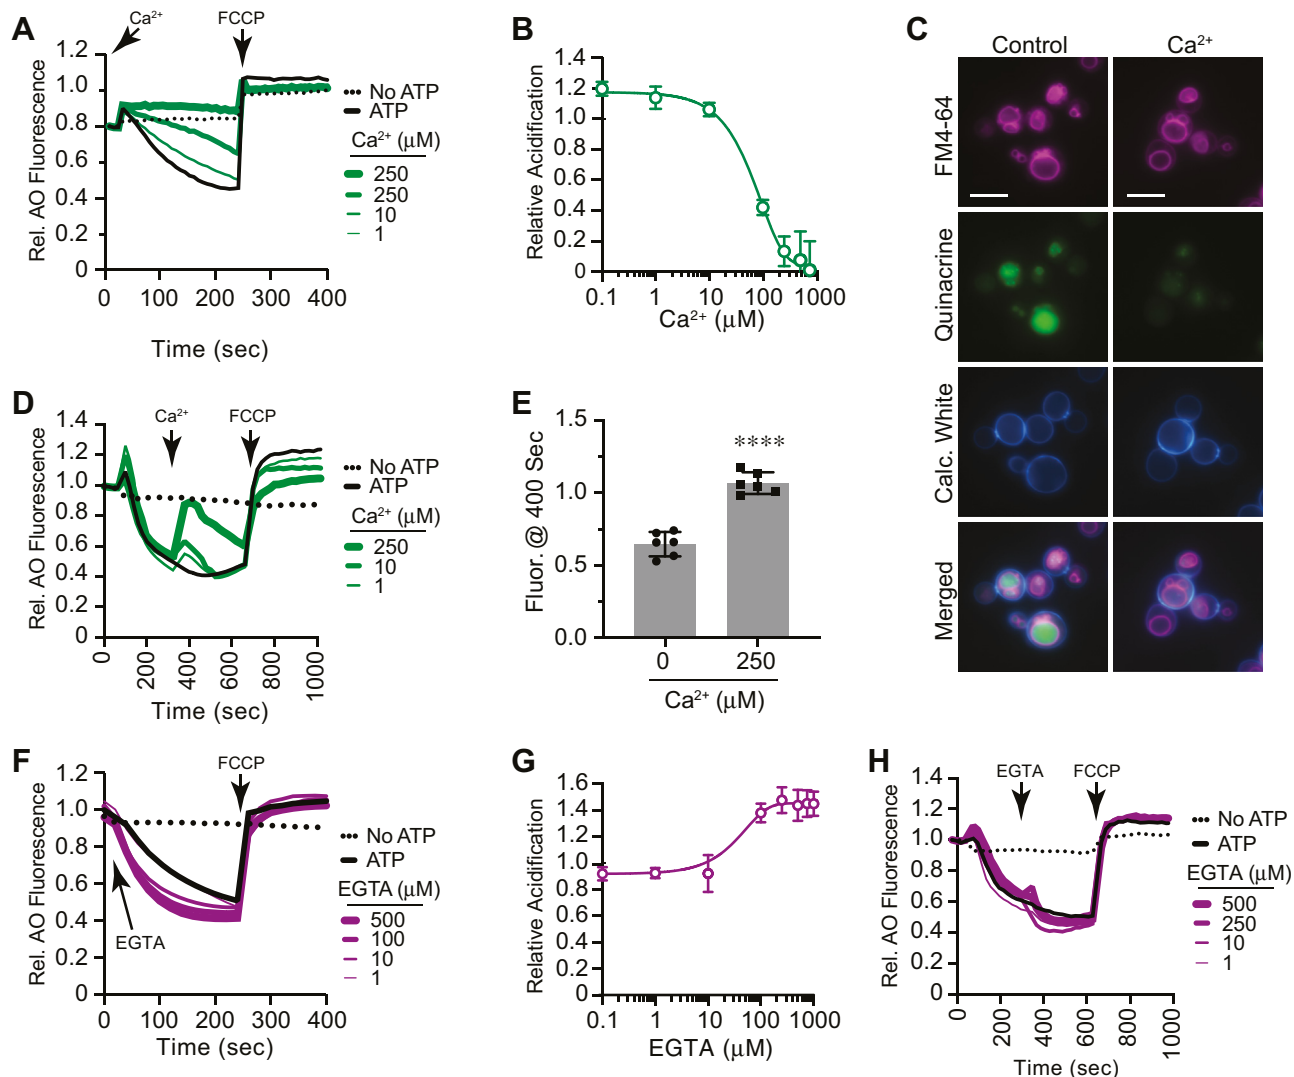 A
Ca²⁺
FCCP
Rel. AO Fluorescence
1.2
1.0
0.8
0.6
0.4
0.2
0
0
100
200
300
400
Time (sec)
No ATP
ATP
Ca²⁺ (μM)
250
250
10
1
B
Relative Acidification
1.4
1.2
1.0
0.8
0.6
0.4
0.2
0
0.1
1
10
100
1000
Ca²⁺ (μM)
C
Control
Ca²⁺
FM4-64
Quinacrine
Calc. White
Merged
D
Ca²⁺
FCCP
Rel. AO Fluorescence
1.4
1.2
1.0
0.8
0.6
0.4
0.2
0
0
200
400
600
800
1000
Time (sec)
No ATP
ATP
Ca²⁺ (μM)
250
10
1
E
Fluor. @ 400 Sec
1.5
1.0
0.5
0.0
****
0
250
Ca²⁺ (μM)
F
FCCP
EGTA
Rel. AO Fluorescence
1.2
1.0
0.8
0.6
0.4
0.2
0
0
100
200
300
400
Time (sec)
No ATP
ATP
EGTA (μM)
500
100
10
1
G
Relative Acidification
1.6
1.4
1.2
1.0
0.8
0.6
0.4
0.2
0
0.1
1
10
100
1000
EGTA (μM)
H
EGTA
FCCP
Rel. AO Fluorescence
1.4
1.2
1.0
0.8
0.6
0.4
0.2
0
0
200
400
600
800
1000
Time (sec)
No ATP
ATP
EGTA (μM)
500
250
10
1